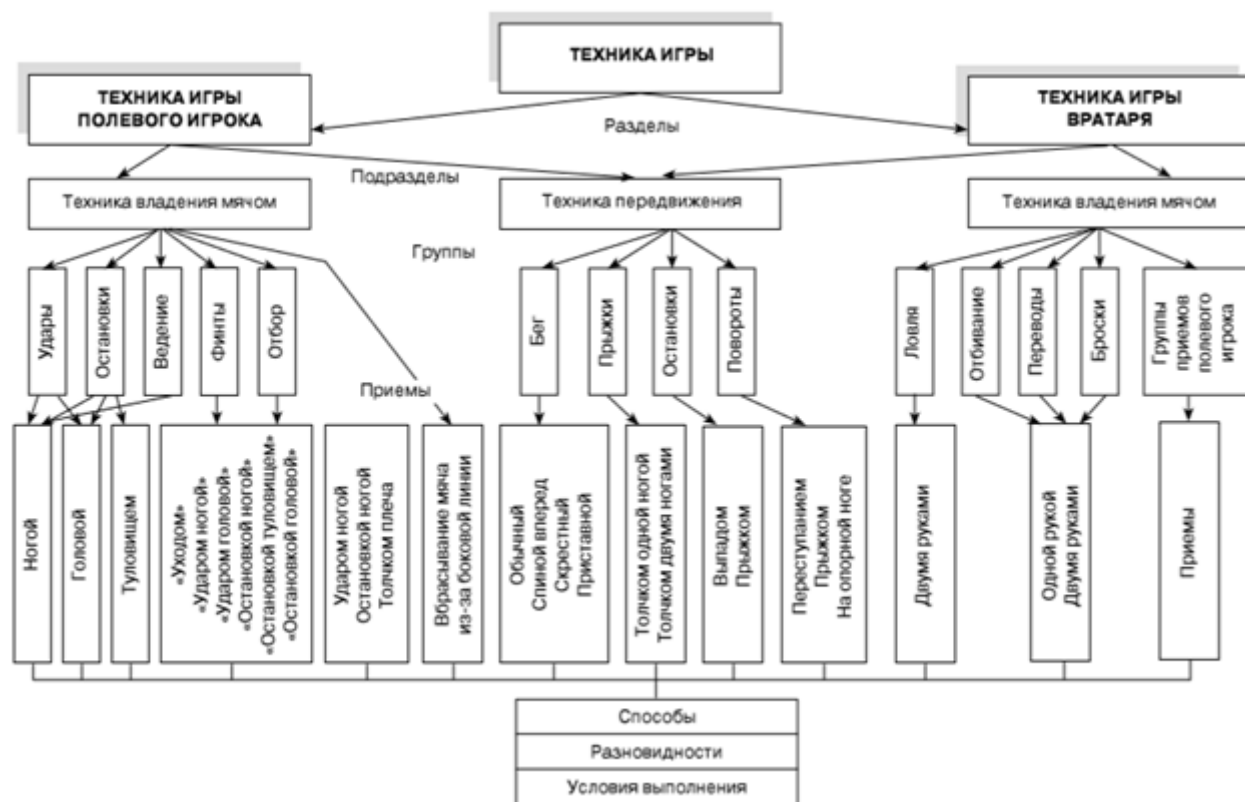 ТЕХНИКА ИГРЫ
ТЕХНИКА ИГРЫ
ПОЛЕВОГО ИГРОКА
ТЕХНИКА ИГРЫ
ВРАТАРЯ
Разделы
Подразделы
Техника владения мячом
Техника передвижения
Техника владения мячом
Группы
Удары
Остановки
Ведение
Финты
Отбор
Бег
Прыжки
Остановки
Повороты
Ловля
Отбивание
Переводы
Броски
Группы
приемов
полевого
игрока
Приемы
Ногой
Головой
Туловищем
«Уходом»
«Ударом ногой»
«Ударом головой»
«Остановкой ногой»
«Остановкой туловищем»
«Остановкой головой»
Ударом ногой
Остановкой ногой
Толчком плеча
Вбрасывание мяча
из-за боковой линии
Обычный
Спиной вперед
Скрестный
Приставной
Толчком одной ногой
Толчком двумя ногами
Выпадом
Прыжком
Переступанием
Прыжком
На опорной ноге
Двумя руками
Одной рукой
Двумя руками
Приемы
Способы
Разновидности
Условия выполнения